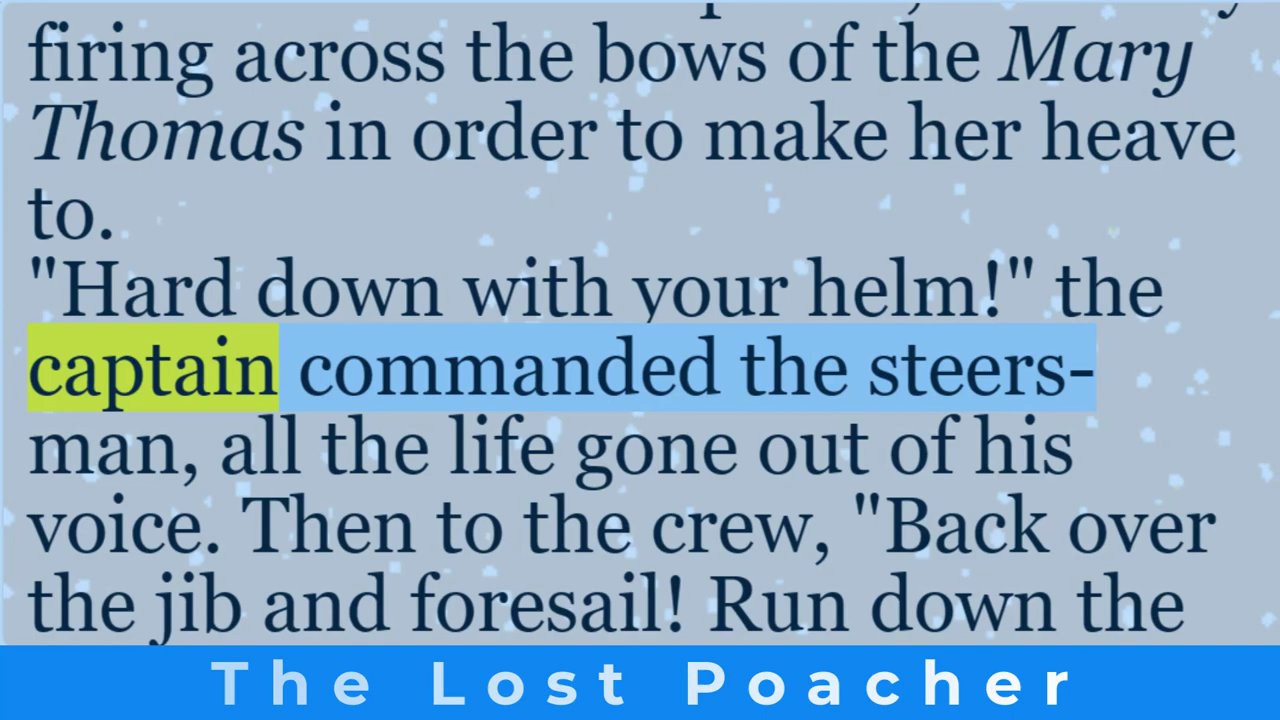 firing across the bows of the Mary
Thomas in order to make her heave
to.
"Hard down with your helm!" the
captain commanded the steers-
man, all the life gone out of his
voice. Then to the crew, "Back over
the jib and foresail! Run down the
The Lost Poacher